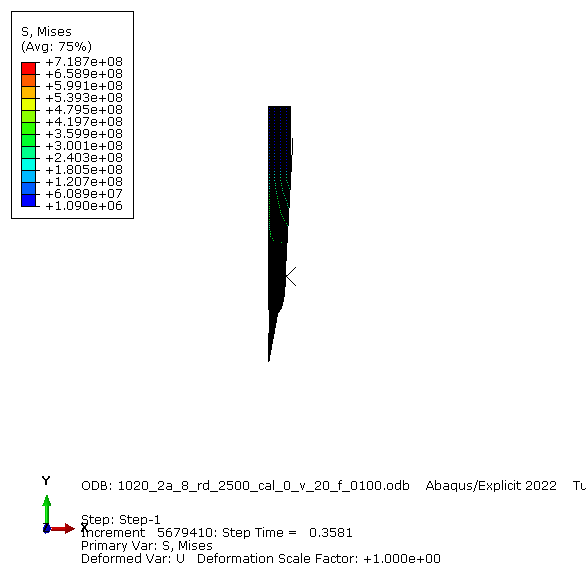 S, Mises
(Avg: 75%)
+7.187e+08
+6.589e+08
+5.991e+08
+5.393e+08
+4.795e+08
+4.197e+08
+3.599e+08
+3.001e+08
+2.403e+08
+1.805e+08
+1.207e+08
+6.089e+07
+1.090e+06
Y
ODB: 1020_2a_8_rd_2500_cal_0_v_20_f_0100.odb Abaqus/Explicit 2022 Tu
Step: Step-1
X
Increment 5679410: Step Time = 0.3581
Primary Var: S, Mises
Deformed Var: U Deformation Scale Factor: +1.000e+00